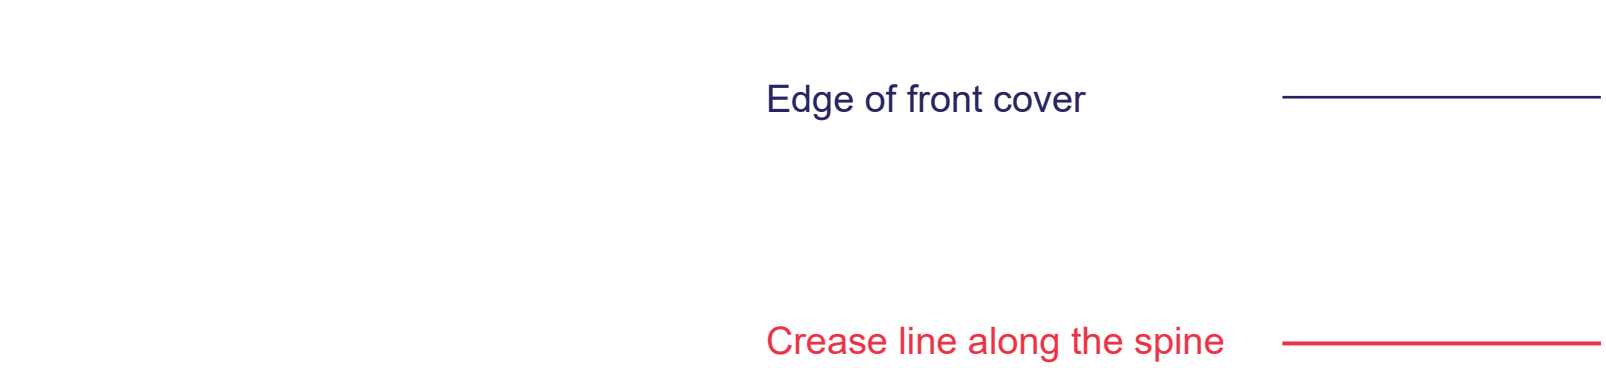 Edge of front cover
Crease line along the spine